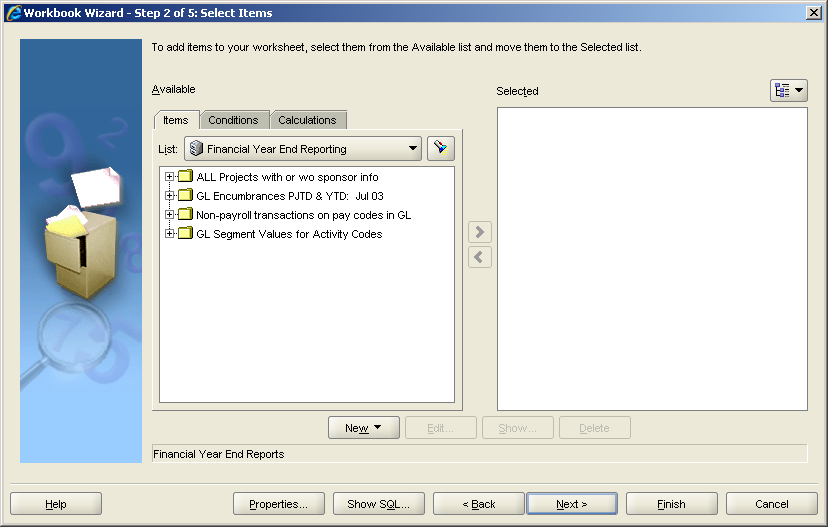 Workbook Wizard - Step 2 of 5: Select Items
To add items to your worksheet, select them from the Available list and move them to the Selected list.
Available
Selected
Items Conditions Calculations
List: Financial Year End Reporting
ALL Projects with or wo sponsor info
GL Encumbrances PJTD & YTD: Jul 03
Non-payroll transactions on pay codes in GL
GL Segment Values for Activity Codes
New Edit... Show... Delete
Financial Year End Reports
Help Properties... Show SQL... < Back Next > Finish Cancel